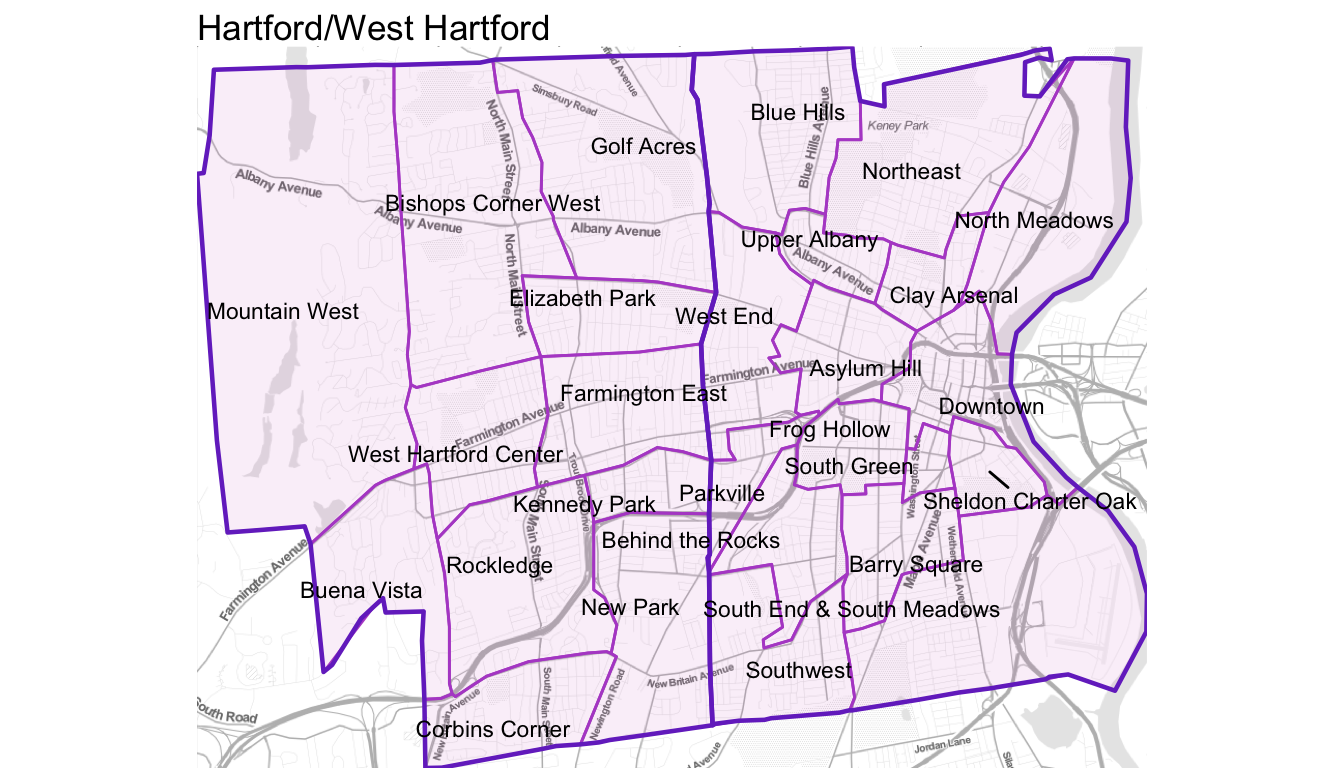 Hartford/West Hartford
Simsbury Road
Avenue
North Main Street
Blue Hills
Blue Hills Avenue
Keney Park
Golf Acres
Northeast
Albany Avenue
Bishops Corner West
Albany Avenue
Albany Avenue
North Meadows
Upper Albany
Albany Avenue
North Main Street
Elizabeth Park
Clay Arsenal
Mountain West
West End
Farmington Avenue
Asylum Hill
Farmington East
Downtown
Farmington Avenue
Frog Hollow
West Hartford Center
South Green
Washington Street
Trout Brook Drive
Kennedy Park
Parkville
Sheldon Charter Oak
South Main Street
Behind the Rocks
Main Avenue
Rockledge
Barry Square
Farmington Avenue
Buena Vista
New Park
South End & South Meadows
Southwest
New Britain Avenue
South Main Street
Newington Road
New Britain Avenue
South Road
Corbins Corner
Jordan Lane
Avenue